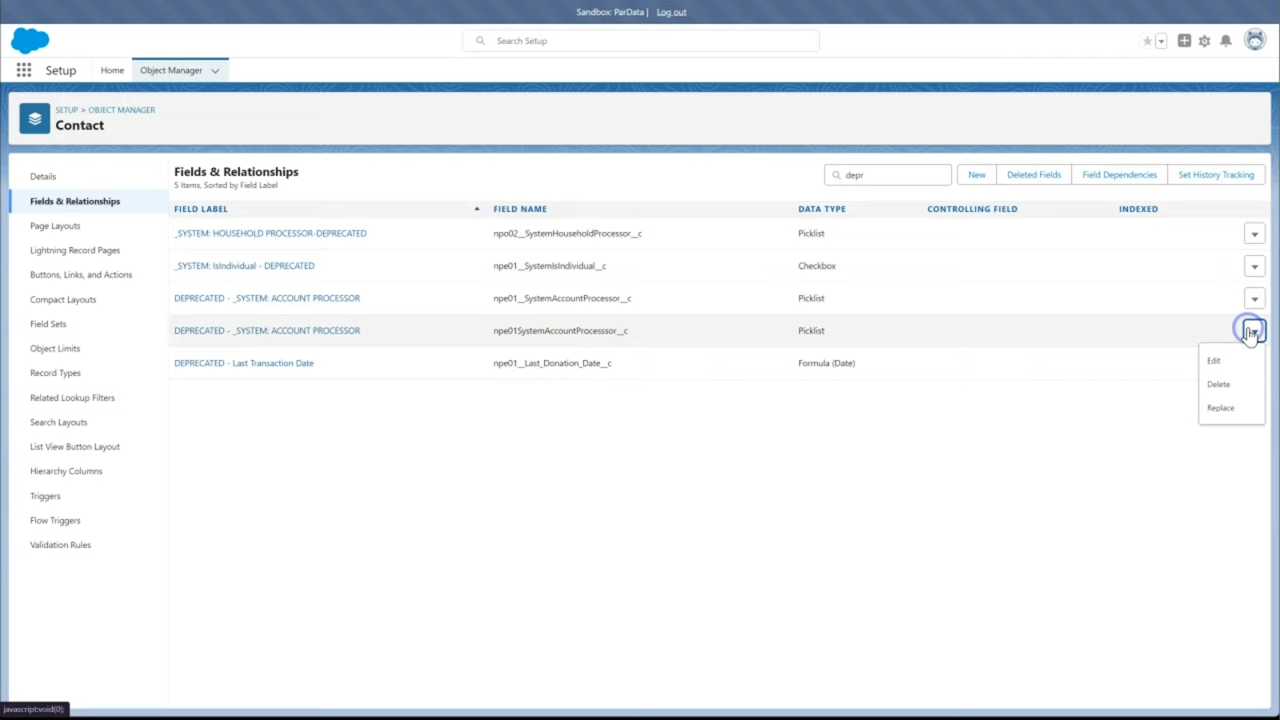 Sandbox: ParData | Log out
Search Setup
Setup Home Object Manager
SETUP > OBJECT MANAGER
Contact
Details
Fields & Relationships
Page Layouts
Lightning Record Pages
Buttons, Links, and Actions
Compact Layouts
Field Sets
Object Limits
Record Types
Related Lookup Filters
Search Layouts
List View Button Layout
Hierarchy Columns
Triggers
Flow Triggers
Validation Rules
Fields & Relationships
5 Items, Sorted by Field Label
depr New Deleted Fields Field Dependencies Set History Tracking
FIELD LABEL FIELD NAME DATA TYPE CONTROLLING FIELD INDEXED
_SYSTEM: HOUSEHOLD PROCESSOR-DEPRECATED npo02__SystemHouseholdProcessor__c Picklist
_SYSTEM: IsIndividual - DEPRECATED npe01__SystemIsIndividual__c Checkbox
DEPRECATED - _SYSTEM: ACCOUNT PROCESSOR npe01__SystemAccountProcessor__c Picklist
DEPRECATED - _SYSTEM: ACCOUNT PROCESSOR npe01SystemAccountProcesssor__c Picklist
DEPRECATED - Last Transaction Date npe01__Last_Donation_Date__c Formula (Date)
Edit
Delete
Replace
javascript:void(0);